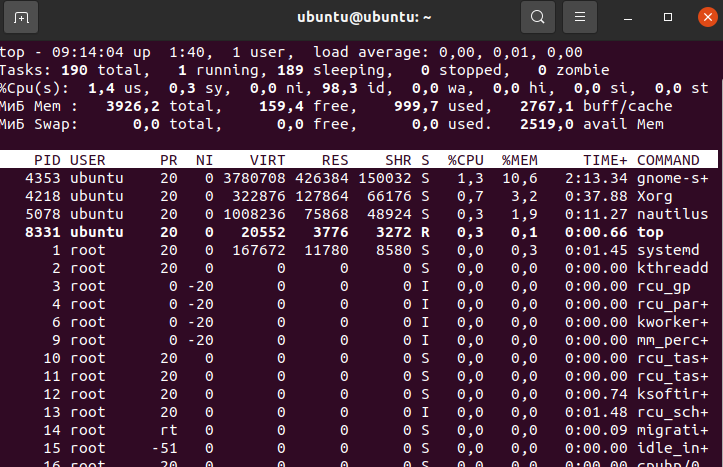 ubuntu@ubuntu: ~
top - 09:14:04 up  1:40,  1 user,  load average: 0,00, 0,01, 0,00
Tasks: 190 total,   1 running, 189 sleeping,   0 stopped,   0 zombie
%Cpu(s):  1,4 us,  0,3 sy,  0,0 ni, 98,3 id,  0,0 wa,  0,0 hi,  0,0 si,  0,0 st
МиБ Mem :   3926,2 total,    159,4 free,    999,7 used,   2767,1 buff/cache
МиБ Swap:      0,0 total,      0,0 free,      0,0 used.   2519,0 avail Mem
PID USER      PR  NI    VIRT    RES    SHR S  %CPU  %MEM     TIME+ COMMAND
4353 ubuntu    20   0 3780708 426384 150032 S   1,3  10,6   2:13.34 gnome-s+
4218 ubuntu    20   0  322876 127864  66176 S   0,7   3,2   0:37.88 Xorg
5078 ubuntu    20   0 1008236  75868  48924 S   0,3   1,9   0:11.27 nautilus
8331 ubuntu    20   0   20552   3776   3272 R   0,3   0,1   0:00.66 top
1 root      20   0  167672  11780   8580 S   0,0   0,3   0:01.45 systemd
2 root      20   0       0      0      0 S   0,0   0,0   0:00.00 kthreadd
3 root       0 -20       0      0      0 I   0,0   0,0   0:00.00 rcu_gp
4 root       0 -20       0      0      0 I   0,0   0,0   0:00.00 rcu_par+
6 root       0 -20       0      0      0 I   0,0   0,0   0:00.00 kworker+
9 root       0 -20       0      0      0 I   0,0   0,0   0:00.00 mm_perc+
10 root      20   0       0      0      0 S   0,0   0,0   0:00.00 rcu_tas+
11 root      20   0       0      0      0 S   0,0   0,0   0:00.00 rcu_tas+
12 root      20   0       0      0      0 S   0,0   0,0   0:00.74 ksoftir+
13 root      20   0       0      0      0 I   0,0   0,0   0:01.48 rcu_sch+
14 root      rt   0       0      0      0 S   0,0   0,0   0:00.09 migrati+
15 root     -51   0       0      0      0 S   0,0   0,0   0:00.00 idle_in+
16 root      20   0       0      0      0 S   0,0   0,0   0:00.00 cpuhp/0